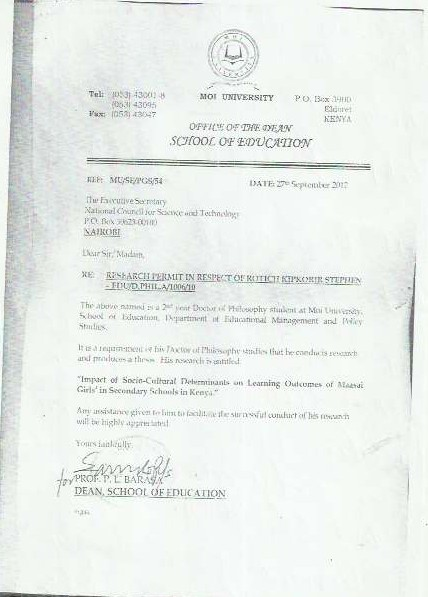 MOI UNIVERSITY
Tel: (053) 43001-8
(053) 43095
Fax: (053) 43047
MOI UNIVERSITY
P.O. Box 3900
Eldoret
KENYA
OFFICE OF THE DEAN
SCHOOL OF EDUCATION
REF: MU/SE/PGS/54
DATE: 27th September 2012
The Executive Secretary
National Council for Science and Technology
P.O. Box 30623-00100
NAIROBI
Dear Sir/Madam,
RE: RESEARCH PERMIT IN RESPECT OF ROTICH KIPKORIR STEPHEN
- EDU/D.PHIL.A/1006/10
The above named is a 2nd year Doctor of Philosophy student at Moi University,
School of Education, Department of Educational Management and Policy
Studies.
It is a requirement of his Doctor of Philosophy studies that he conducts research
and produces a thesis. His research is entitled:
"Impact of Socio-Cultural Determinants on Learning Outcomes of Maasai
Girls' in Secondary Schools in Kenya."
Any assistance given to him to facilitate the successful conduct of his research
will be highly appreciated.
Yours faithfully,
for PROF. P. L. BARASA
DEAN, SCHOOL OF EDUCATION